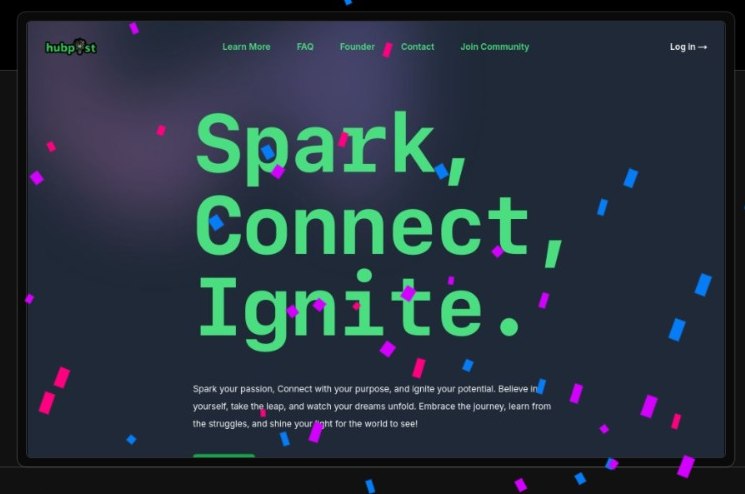 hubpost
Learn More FAQ Founder Contact Join Community Log in →
Spark,
Connect,
Ignite.
Spark your passion, Connect with your purpose, and ignite your potential. Believe in
yourself, take the leap, and watch your dreams unfold. Embrace the journey, learn from
the struggles, and shine your light for the world to see!